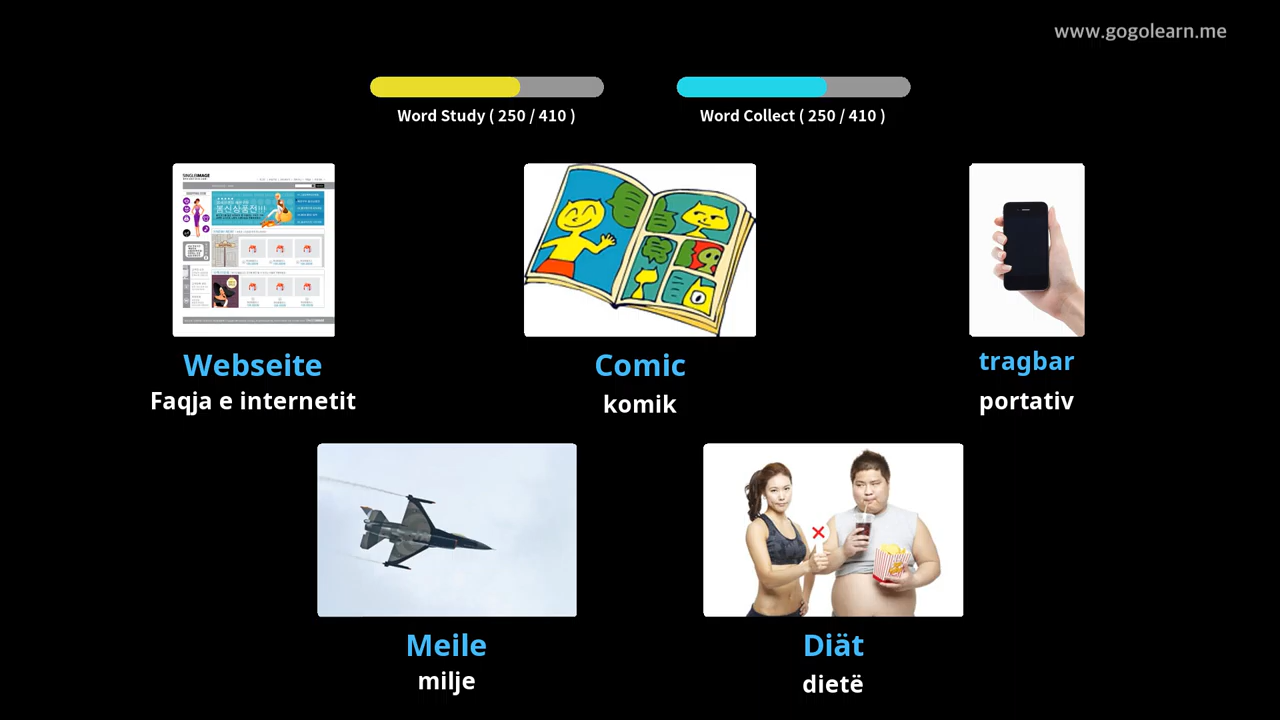 www.gogolearn.me
Word Study ( 250 / 410 )
Word Collect ( 250 / 410 )
Webseite
Faqja e internetit
Comic
komik
tragbar
portativ
Meile
milje
Diät
dietë